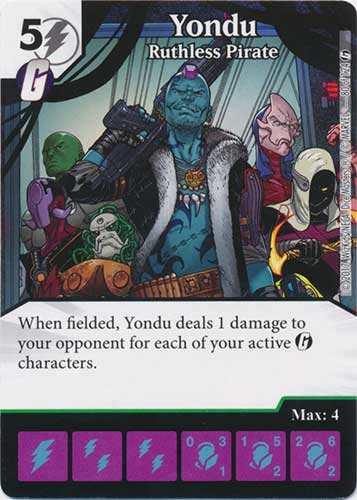 5
Yondu
Ruthless Pirate
G
When fielded, Yondu deals 1 damage to
your opponent for each of your active G
characters.
Max: 4
0 3 1
1 5 2
2 6 2